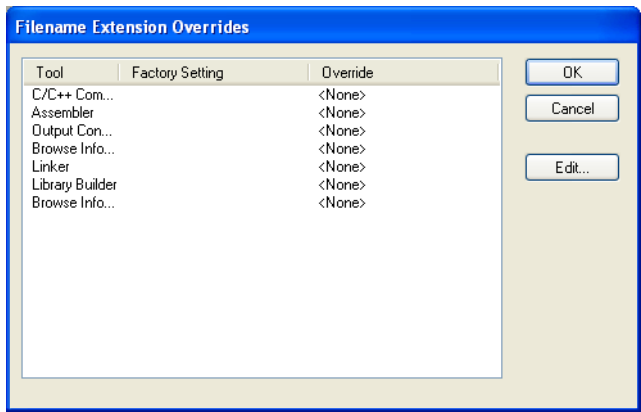 Filename Extension Overrides
Tool Factory Setting Override OK
C/C++ Com... <None>
Assembler <None> Cancel
Output Con... <None>
Browse Info... <None>
Linker <None> Edit...
Library Builder <None>
Browse Info... <None>